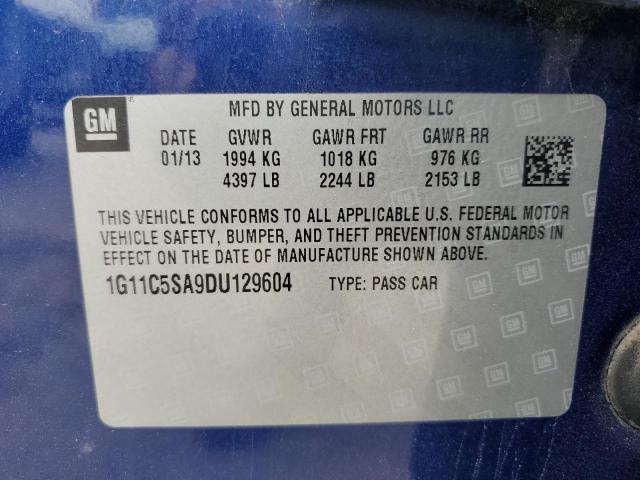 GM
MFD BY GENERAL MOTORS LLC
DATE GVWR GAWR FRT GAWR RR
01/13 1994 KG 1018 KG 976 KG
4397 LB 2244 LB 2153 LB
THIS VEHICLE CONFORMS TO ALL APPLICABLE U.S. FEDERAL MOTOR
VEHICLE SAFETY, BUMPER, AND THEFT PREVENTION STANDARDS IN
EFFECT ON THE DATE OF MANUFACTURE SHOWN ABOVE.
1G11C5SA9DU129604 TYPE: PASS CAR